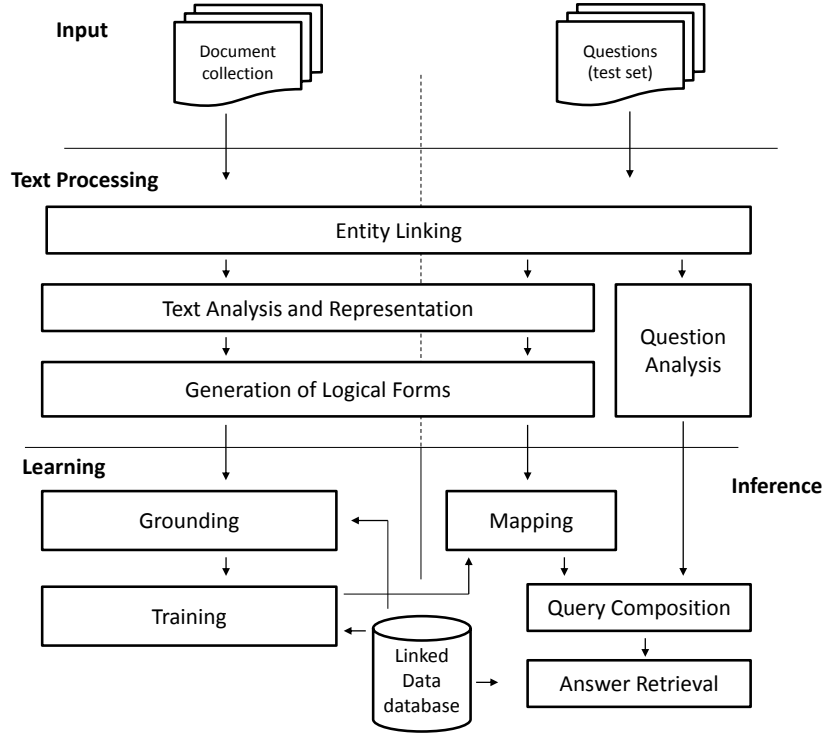 Input
Document
collection
Questions
(test set)
Text Processing
Entity Linking
Text Analysis and Representation
Question
Analysis
Generation of Logical Forms
Learning
Inference
Grounding
Mapping
Training
Query Composition
Linked
Data
database
Answer Retrieval